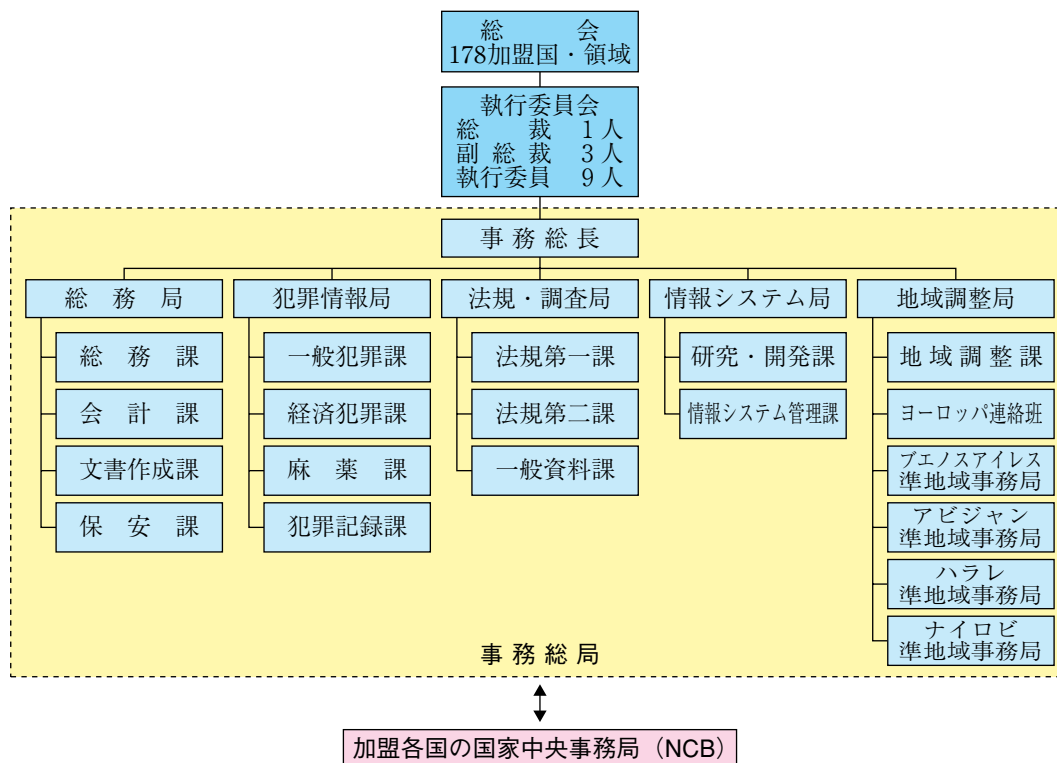 総会
178加盟国・領域
執行委員会
総裁 1人
副総裁 3人
執行委員 9人
事務総長
総務局
総務課
会計課
文書作成課
保安課
犯罪情報局
一般犯罪課
経済犯罪課
麻薬課
犯罪記録課
法規・調査局
法規第一課
法規第二課
一般資料課
情報システム局
研究・開発課
情報システム管理課
地域調整局
地域調整課
ヨーロッパ連絡班
ブエノスアイレス
準地域事務局
アビジャン
準地域事務局
ハラレ
準地域事務局
ナイロビ
準地域事務局
事務総局
加盟各国の国家中央事務局（NCB）